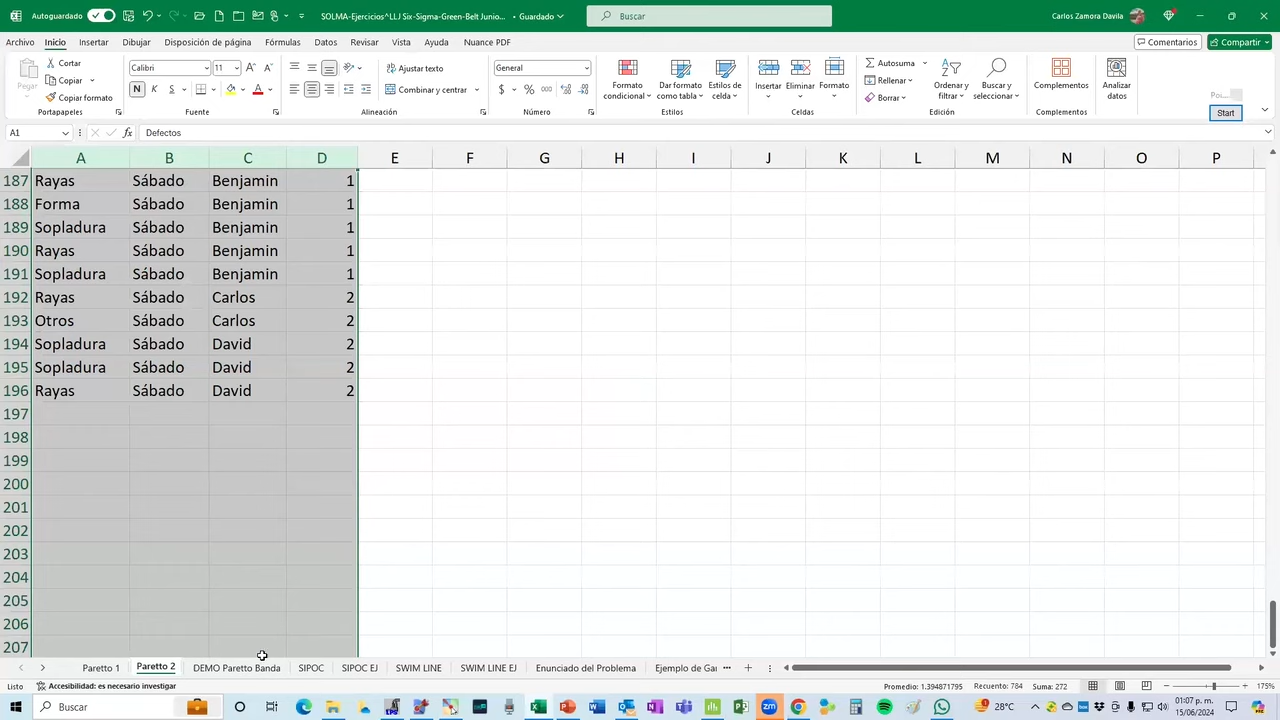 Autoguardado SOLMA-Ejercicios^LLJ Six-Sigma-Green-Belt Junio... • Guardado Buscar Carlos Zamora Davila
Archivo Inicio Insertar Dibujar Disposición de página Fórmulas Datos Revisar Vista Ayuda Nuance PDF Comentarios Compartir
Pegar Cortar Copiar Copiar formato Calibri 11 N K S Ajustar texto Combinar y centrar General $ % 000 Formato condicional Dar formato como tabla Estilos de celda Insertar Eliminar Formato Autosuma Rellenar Borrar Ordenar y filtrar Buscar y seleccionar Complementos Analizar datos Start
Portapapeles Fuente Alineación Número Estilos Celdas Edición Complementos
A1 fx Defectos
A B C D E F G H I J K L M N O P
187 Rayas Sábado Benjamin 1
188 Forma Sábado Benjamin 1
189 Sopladura Sábado Benjamin 1
190 Rayas Sábado Benjamin 1
191 Sopladura Sábado Benjamin 1
192 Rayas Sábado Carlos 2
193 Otros Sábado Carlos 2
194 Sopladura Sábado David 2
195 Sopladura Sábado David 2
196 Rayas Sábado David 2
197
198
199
200
201
202
203
204
205
206
207
Paretto 1 Paretto 2 DEMO Paretto Banda SIPOC SIPOC EJ SWIM LINE SWIM LINE EJ Enunciado del Problema Ejemplo de Gar ...
Listo Accesibilidad: es necesario investigar Promedio: 1.394871795 Recuento: 784 Suma: 272 175%
Buscar 28°C 01:07 p. m.
15/06/2024